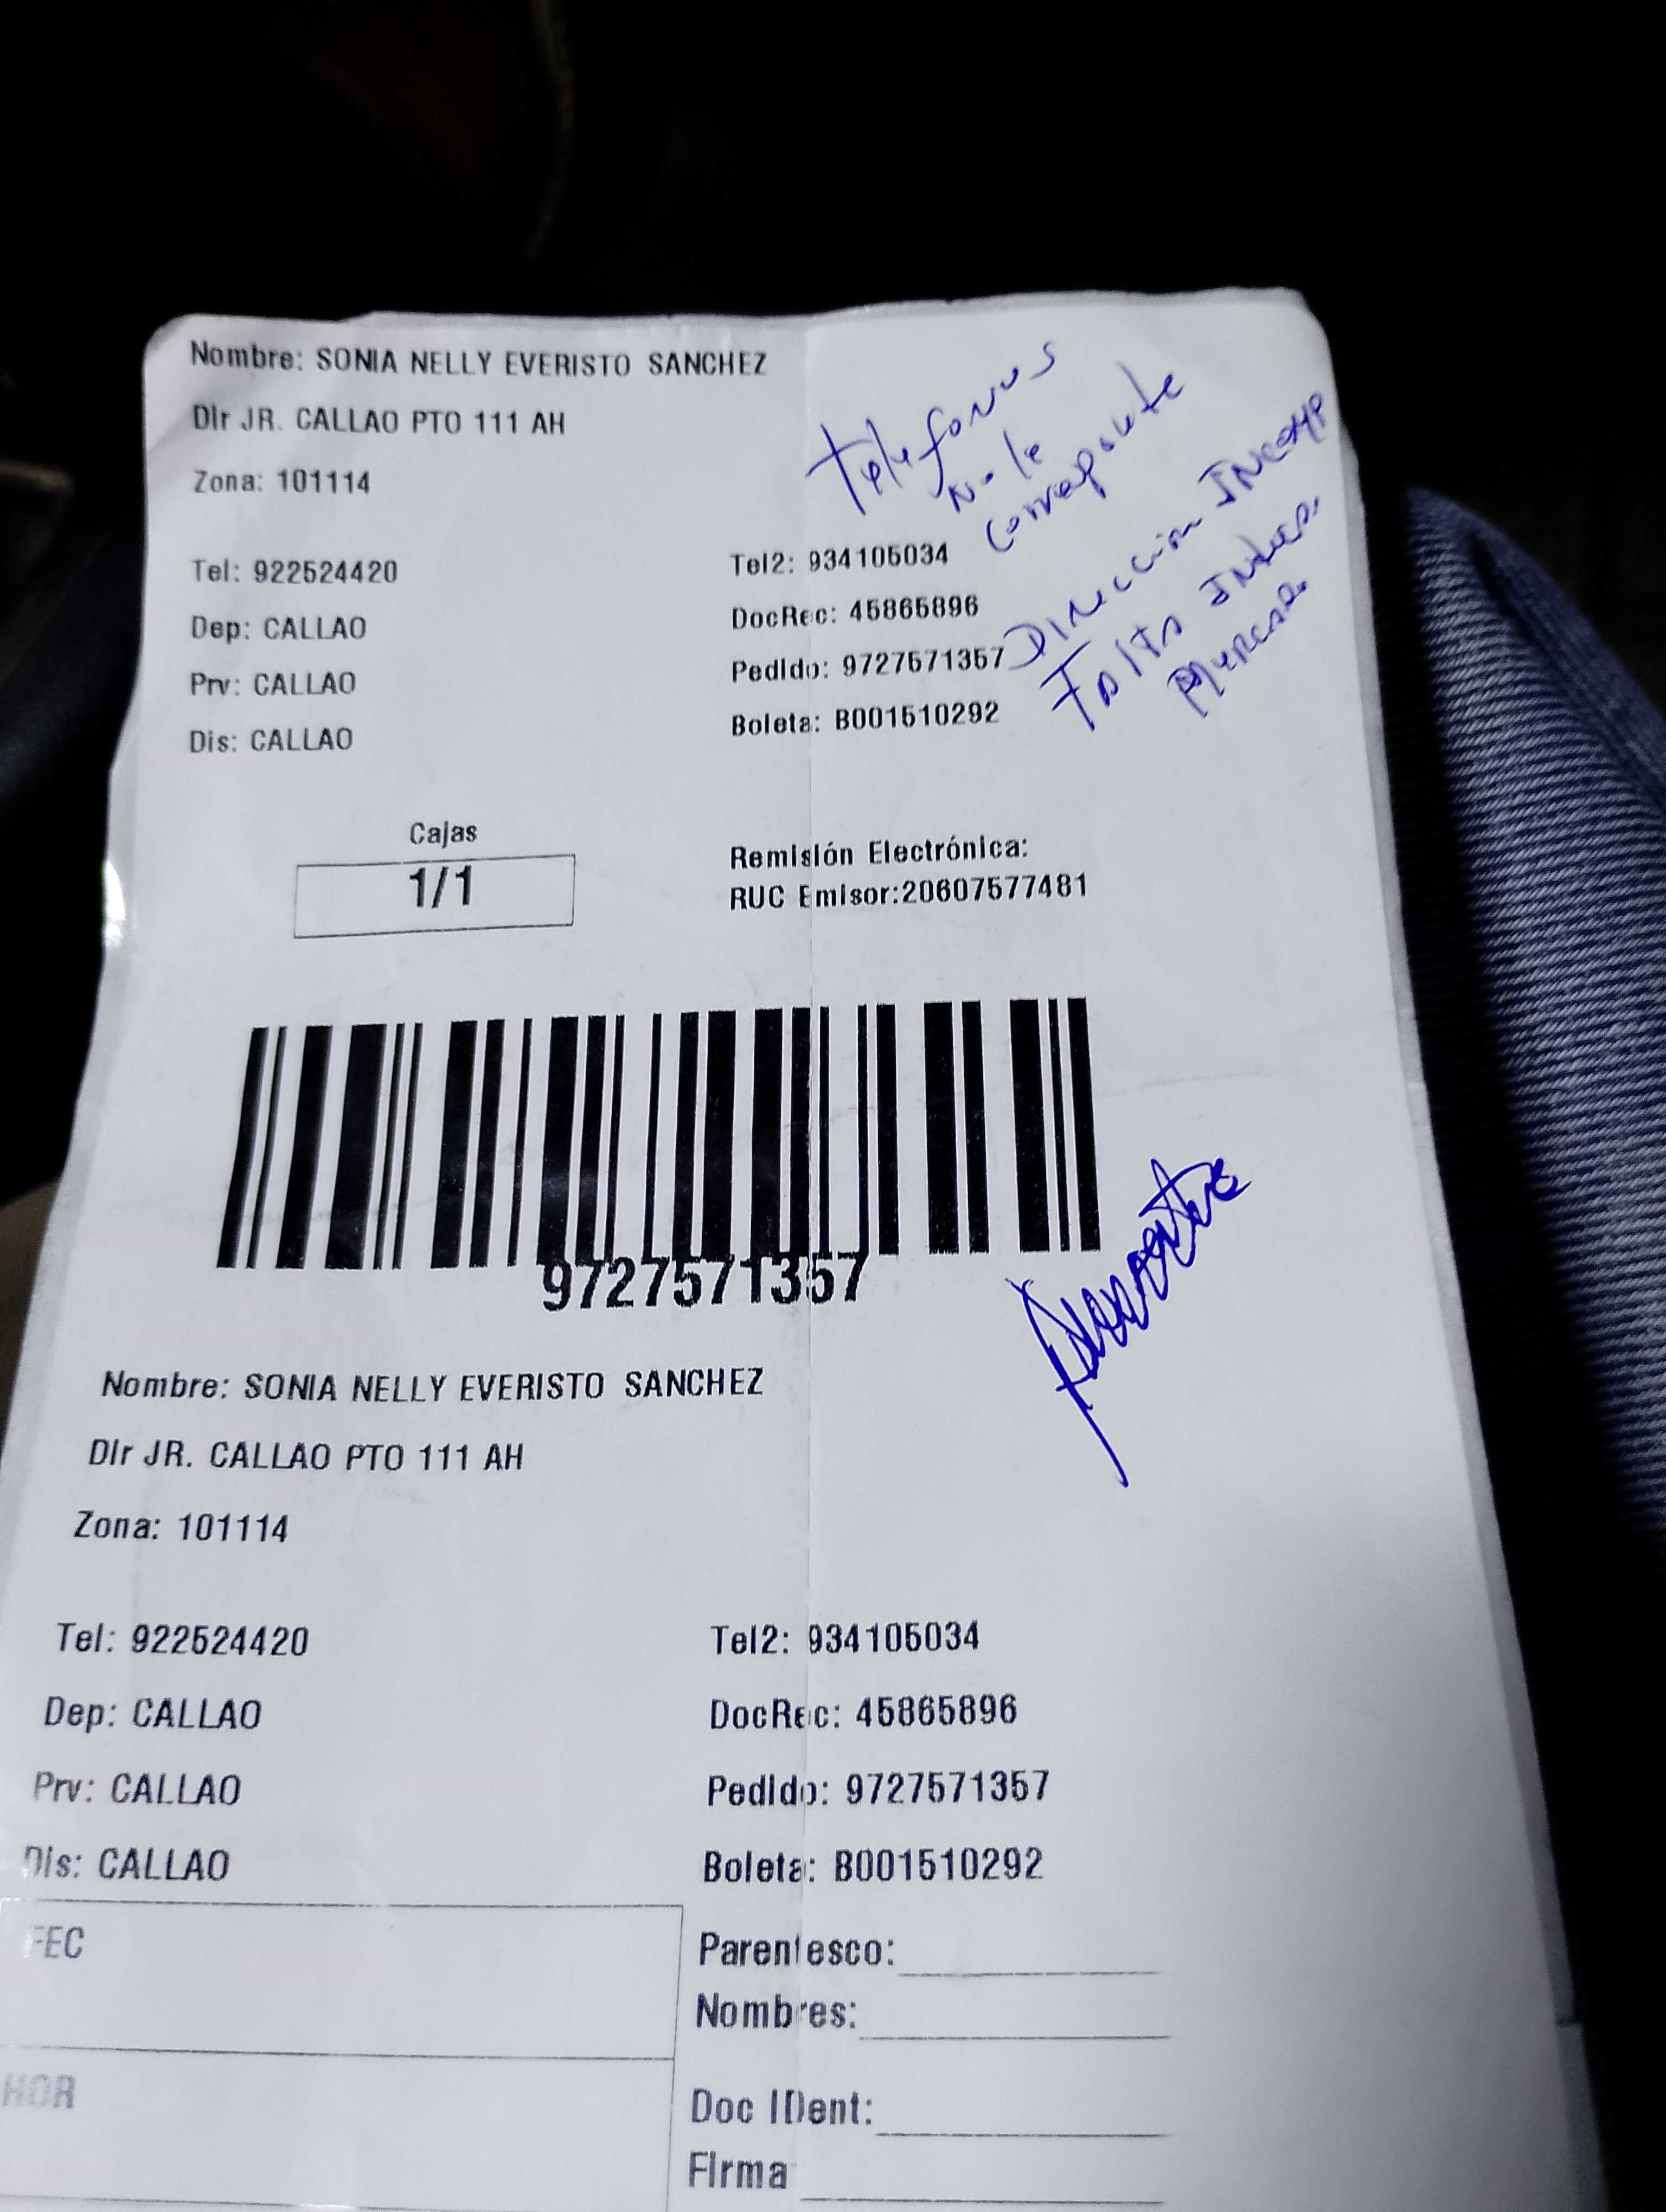 Nombre: SONIA NELLY EVERISTO SANCHEZ
Dir JR. CALLAO PTO 111 AH
Zona: 101114
Telefonos
no le
Corresponde
Tel: 922524420 Tel2: 934105034
Dep: CALLAO DocRec: 45865896
Prv: CALLAO Pedido: 9727571357
Dis: CALLAO Boleta: B001510292
Dirección Incomp
Falta
Cajas
1/1
Remisión Electrónica:
RUC Emisor:20607577481
9727571357
Nombre: SONIA NELLY EVERISTO SANCHEZ
Dir JR. CALLAO PTO 111 AH
Zona: 101114
Tel: 922524420 Tel2: 934105034
Dep: CALLAO DocRec: 45865896
Prv: CALLAO Pedido: 9727571357
Dis: CALLAO Boleta: B001510292
FEC
Parentesco:
Nombres:
HOR
Doc IDent:
Firma